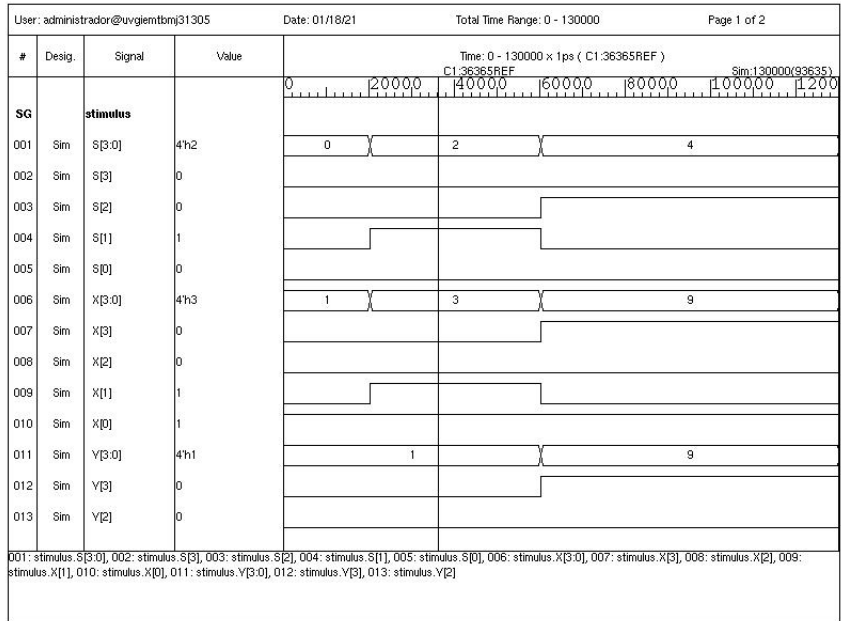 User: administrador@uvgiemtbmj31305 Date: 01/18/21 Total Time Range: 0 - 130000 Page 1 of 2
# Desig. Signal Value Time: 0 - 130000 x 1ps ( C1:36365REF )
C1:36365REF Sim:130000(93635)
0 20000 40000 60000 80000 100000 1200
SG stimulus
001 Sim S[3:0] 4'h2 0 2 4
002 Sim S[3] 0
003 Sim S[2] 0
004 Sim S[1] 1
005 Sim S[0] 0
006 Sim X[3:0] 4'h3 1 3 9
007 Sim X[3] 0
008 Sim X[2] 0
009 Sim X[1] 1
010 Sim X[0] 1
011 Sim Y[3:0] 4'h1 1 9
012 Sim Y[3] 0
013 Sim Y[2] 0
001: stimulus.S[3:0], 002: stimulus.S[3], 003: stimulus.S[2], 004: stimulus.S[1], 005: stimulus.S[0], 006: stimulus.X[3:0], 007: stimulus.X[3], 008: stimulus.X[2], 009:
stimulus.X[1], 010: stimulus.X[0], 011: stimulus.Y[3:0], 012: stimulus.Y[3], 013: stimulus.Y[2]